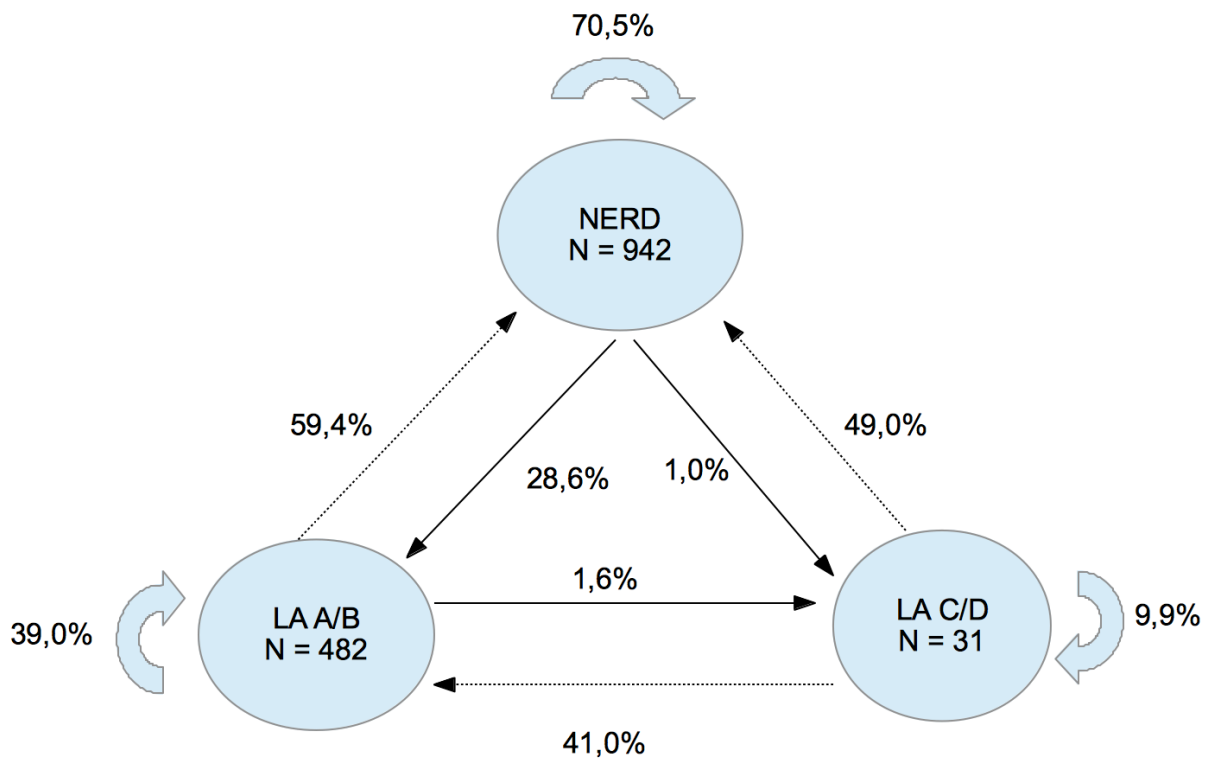 70,5%
NERD
N = 942
59,4%
49,0%
28,6%
1,0%
1,6%
LA A/B
N = 482
LA C/D
N = 31
39,0%
9,9%
41,0%